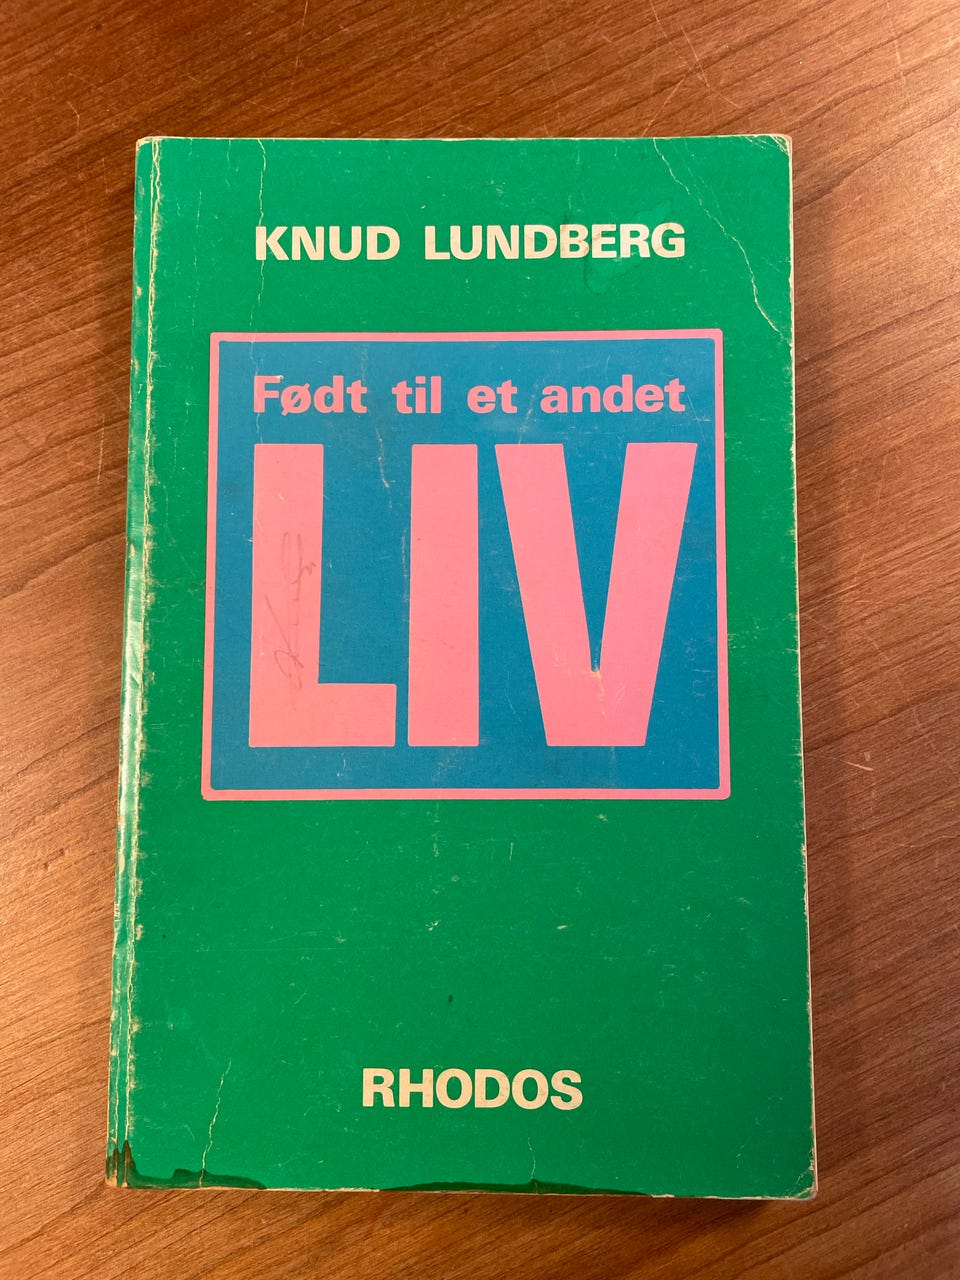 KNUD LUNDBERG
Født til et andet
LIV
RHODOS